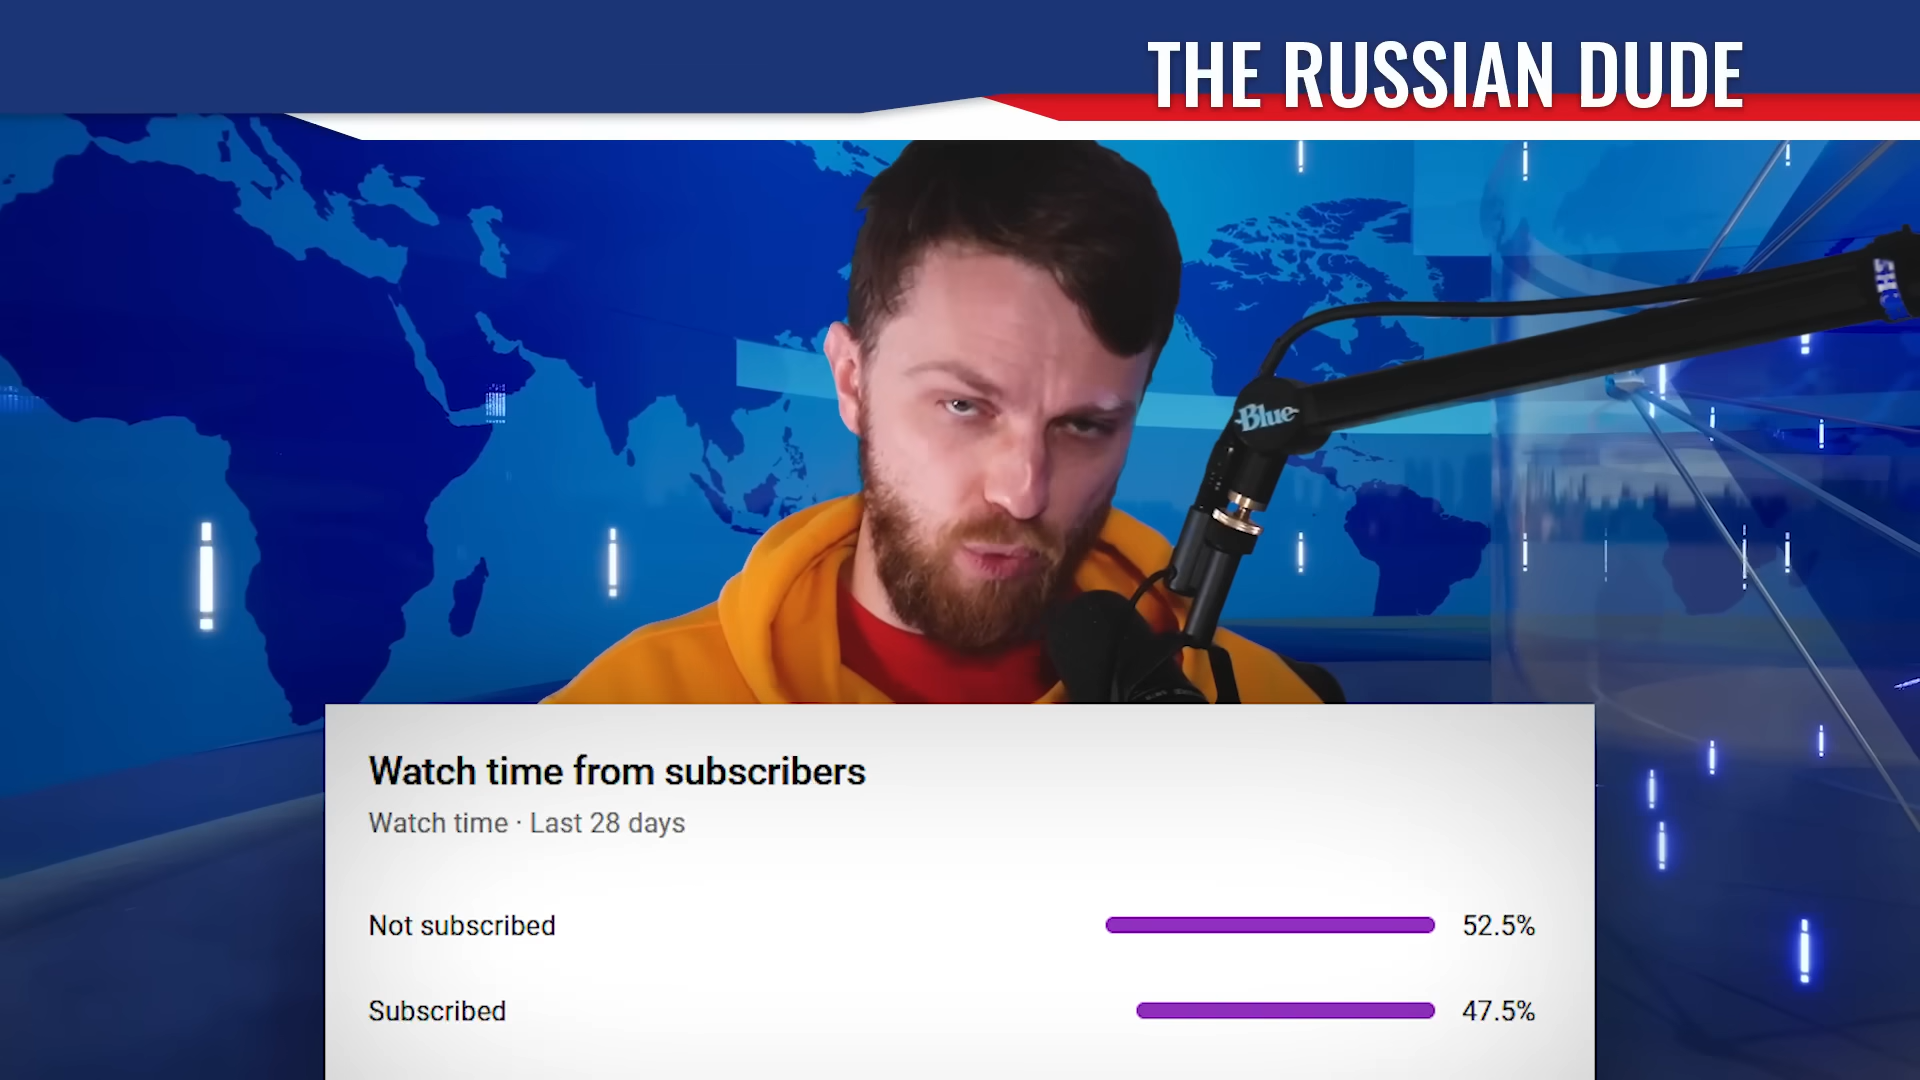 THE RUSSIAN DUDE
Blue
Watch time from subscribers
Watch time · Last 28 days
Not subscribed
52.5%
Subscribed
47.5%